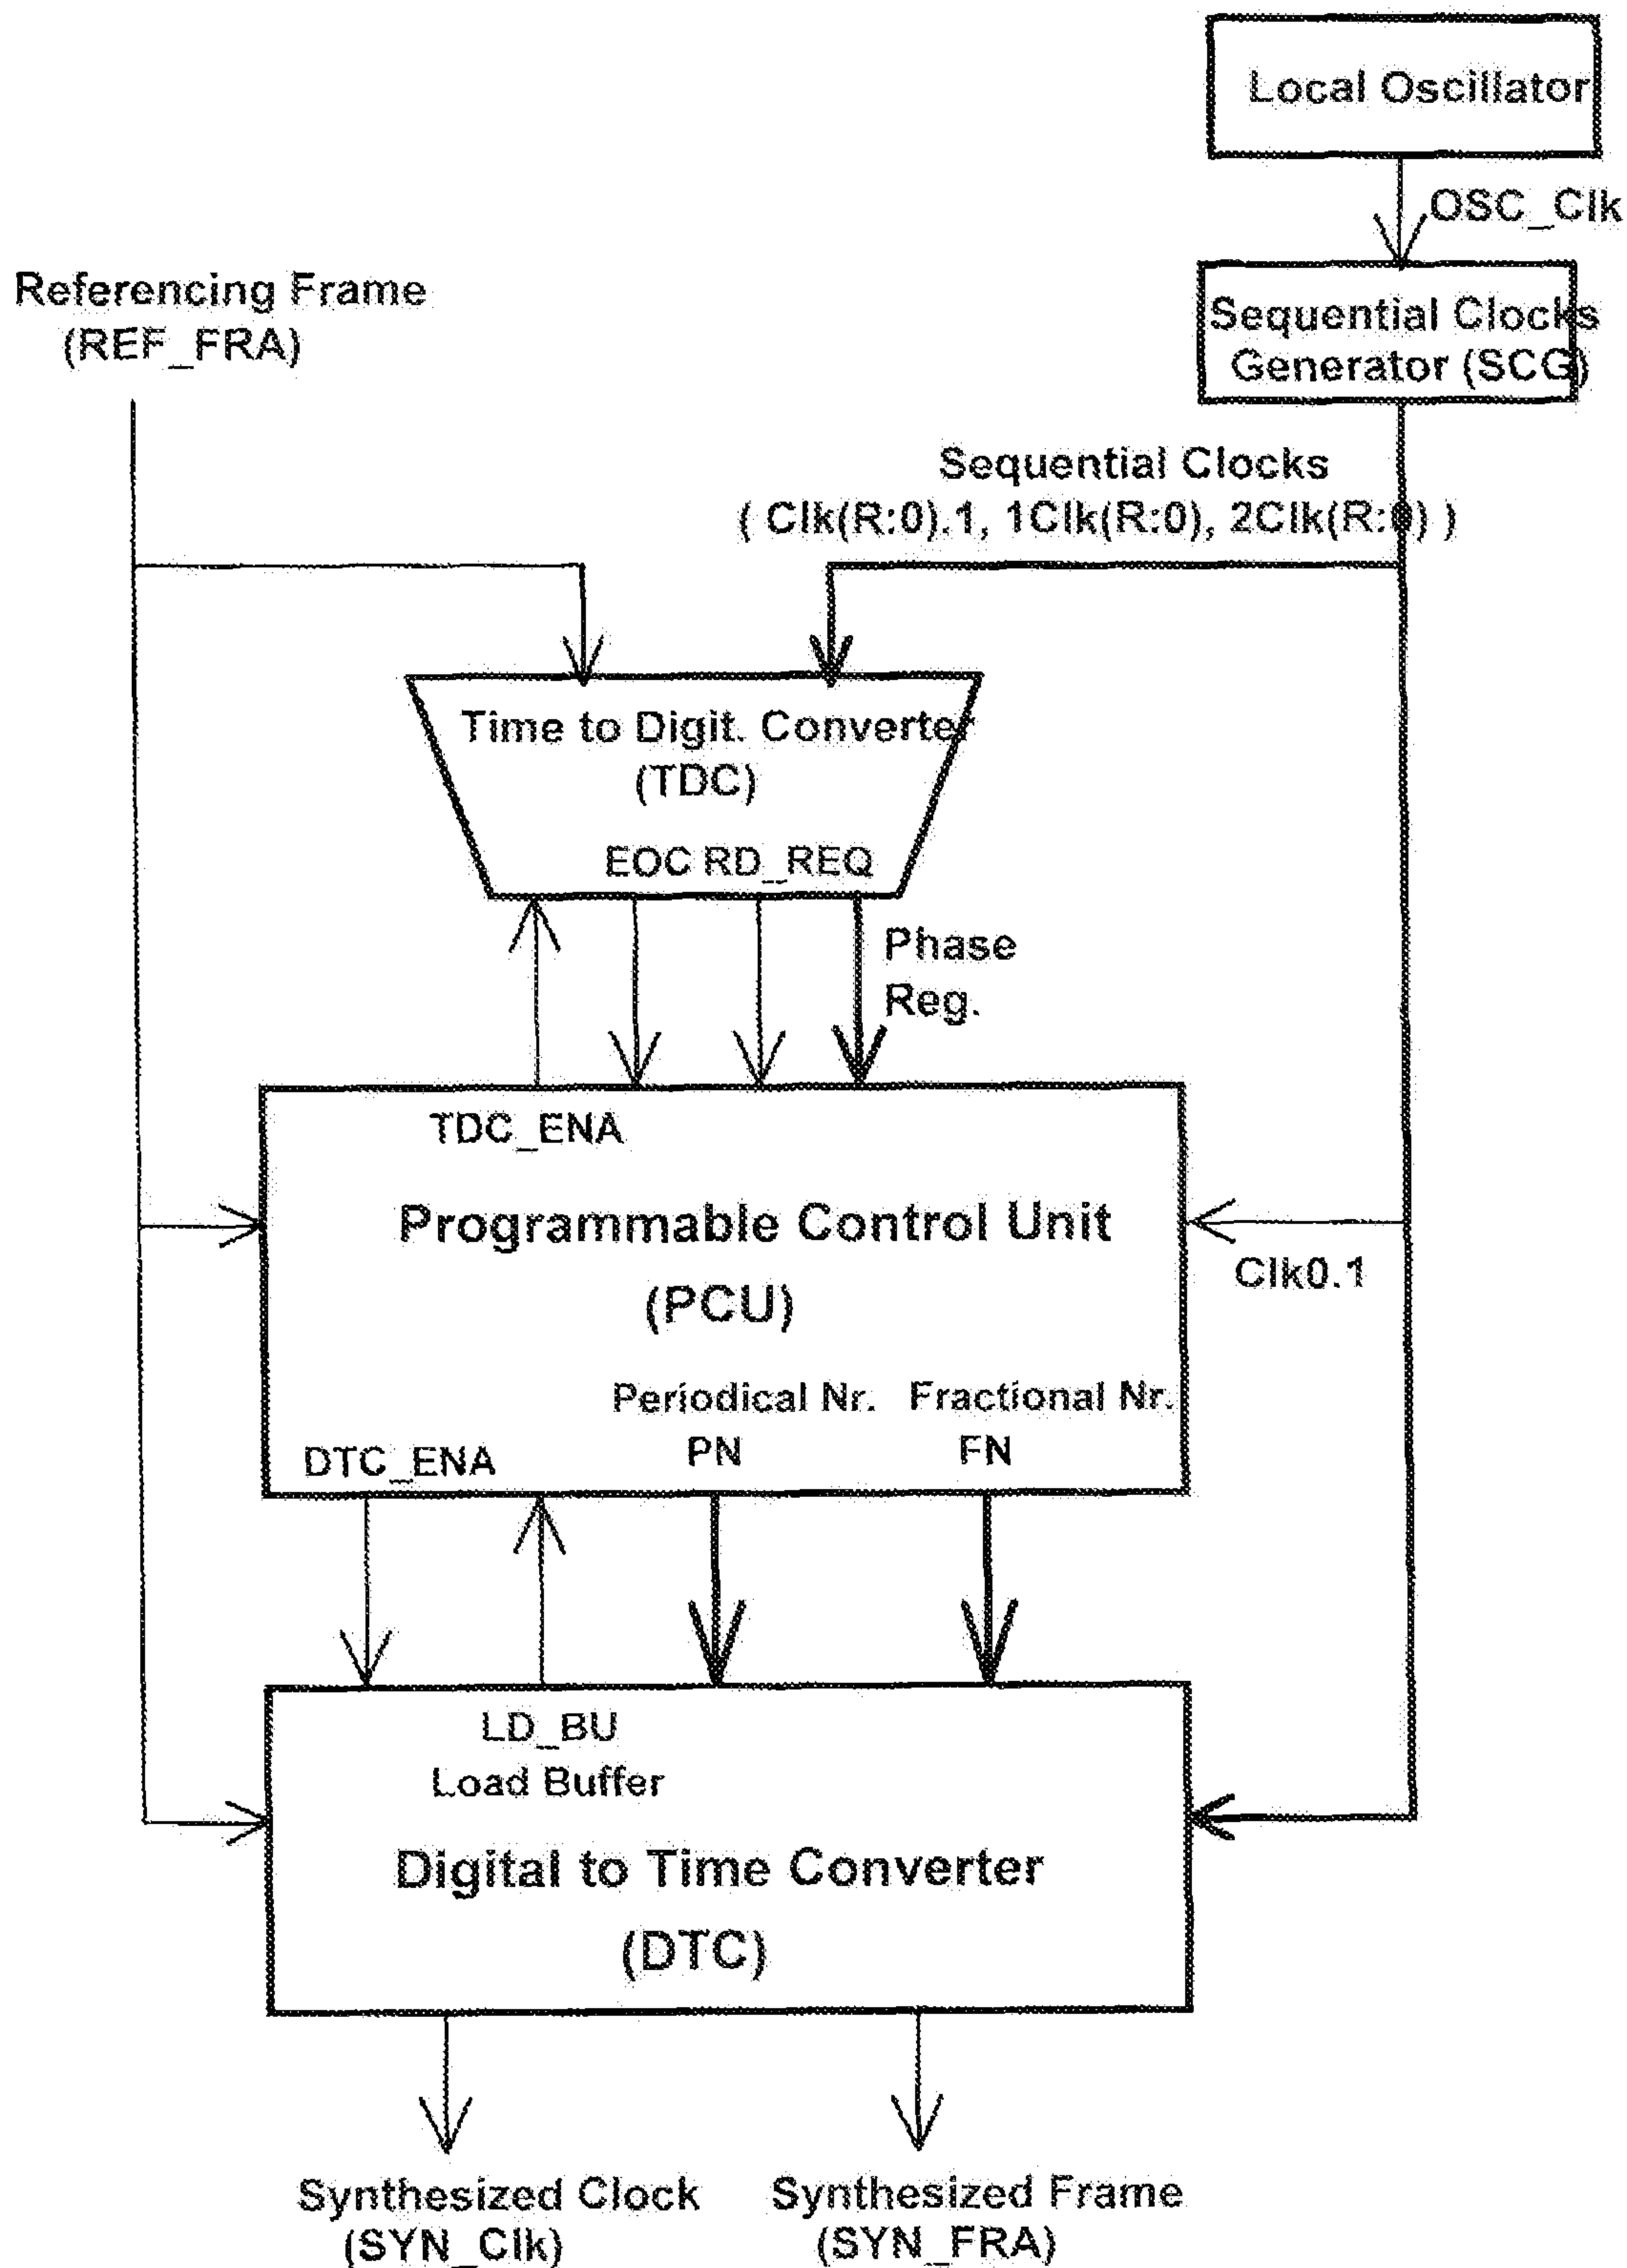 Local Oscillator
OSC_Clk
Referencing Frame
(REF_FRA)
Sequential Clocks
Generator (SCG)
Sequential Clocks
( Clk(R:0).1, 1Clk(R:0), 2Clk(R:0) )
Time to Digit. Converter
(TDC)
EOC RD_REQ
Phase
Reg.
TDC_ENA
Programmable Control Unit
(PCU)
Clk0.1
Periodical Nr. Fractional Nr.
DTC_ENA PN FN
LD_BU
Load Buffer
Digital to Time Converter
(DTC)
Synthesized Clock
(SYN_Clk)
Synthesized Frame
(SYN_FRA)